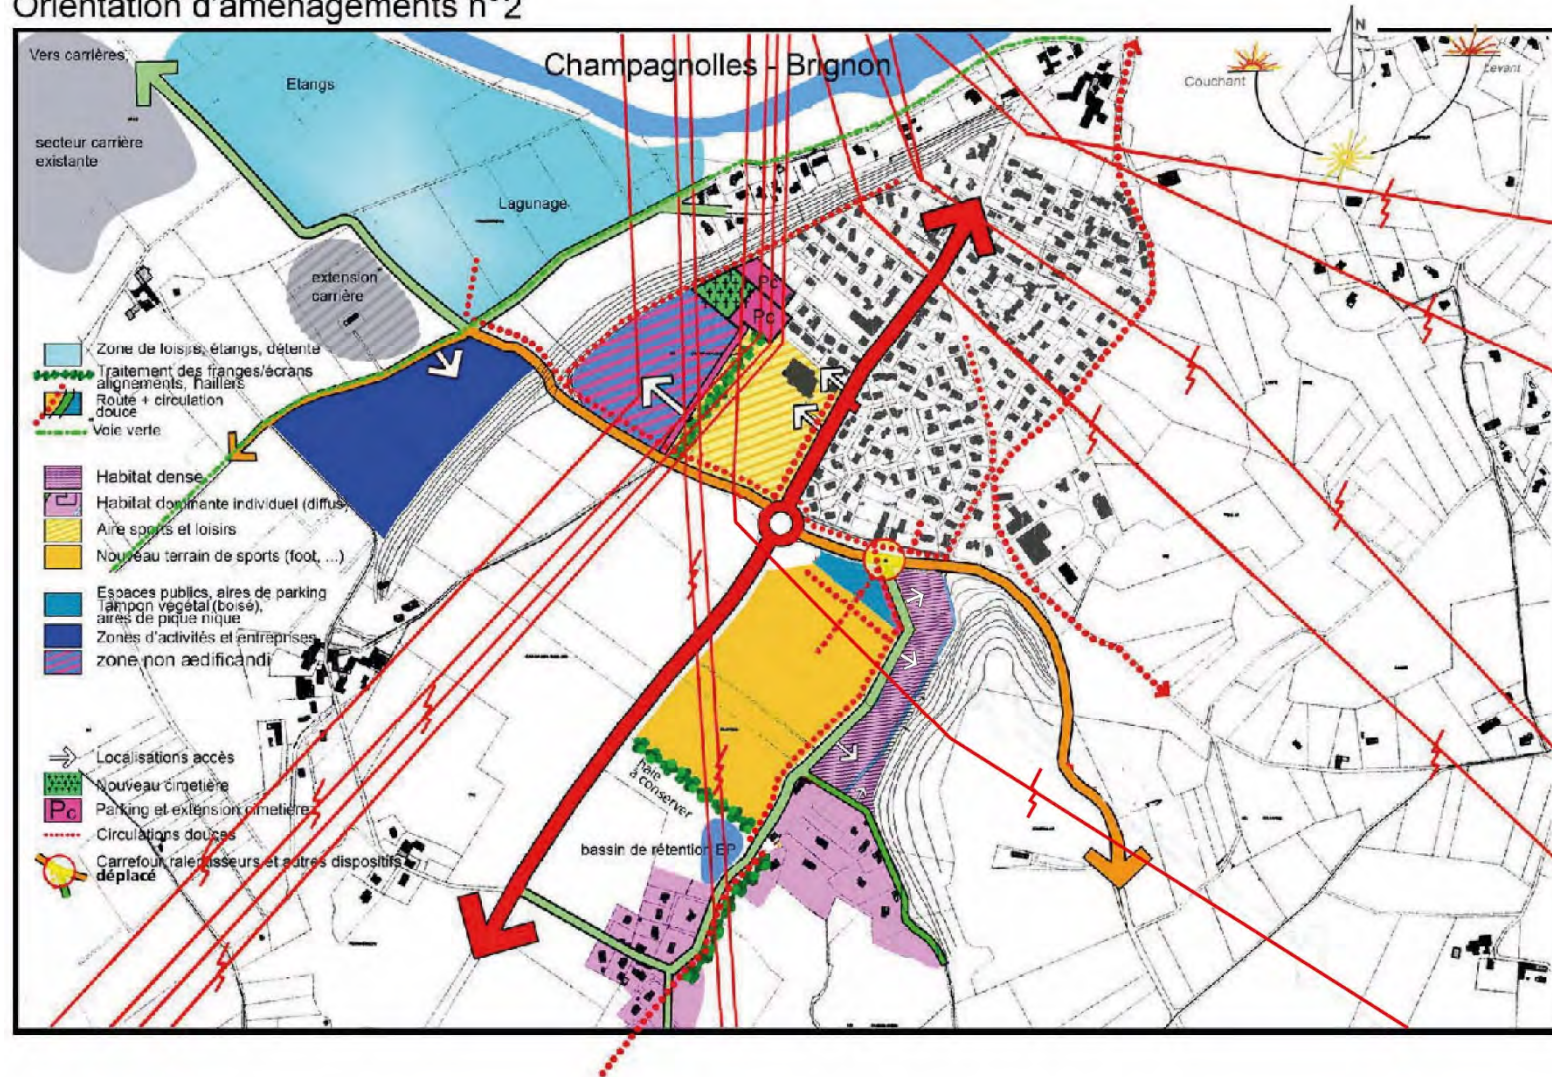 Orientation d'aménagements n°2
Vers carrières
Etangs
Champagnolles - Brignon
N
Couchant
Levant
secteur carrière
existante
Lagunage
extension
carrière
Pc
Pc
Zone de loisirs, étangs, détente
Traitement des franges/écrans
alignements, halliers
Route + circulation
douce
Voie verte
Habitat dense
Habitat dominante individuel (diffus)
Aire sports et loisirs
Nouveau terrain de sports (foot, ...)
Espaces publics, aires de parking
Tampon végétal (boisé),
aires de pique nique
Zones d'activités et entreprises
zone non ædificandi
Localisations accès
Nouveau cimetière
Pc
Parking et extension cimetière
Circulations douces
Carrefour, ralentisseurs et autres dispositifs
déplacé
haie
à conserver
bassin de rétention EP